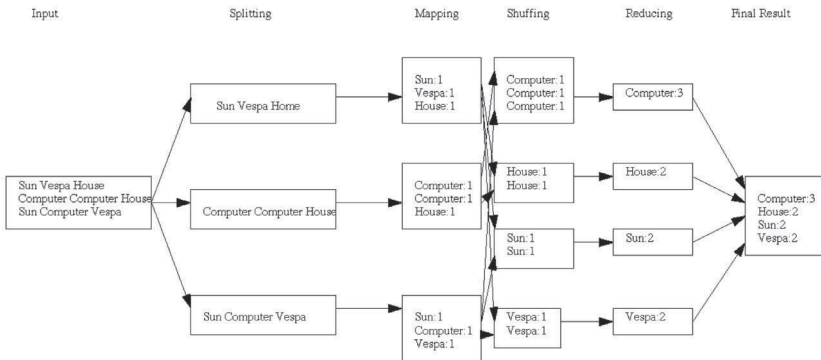 Input Splitting Mapping Shuffing Reducing Final Result
Sun Vespa House
Computer Computer House
Sun Computer Vespa
Sun Vespa Home
Computer Computer House
Sun Computer Vespa
Sun:1
Vespa:1
House:1
Computer:1
Computer:1
House:1
Sun:1
Computer:1
Vespa:1
Computer:1
Computer:1
Computer:1
House:1
House:1
Sun:1
Sun:1
Vespa:1
Vespa:1
Computer:3
House:2
Sun:2
Vespa:2
Computer:3
House:2
Sun:2
Vespa:2